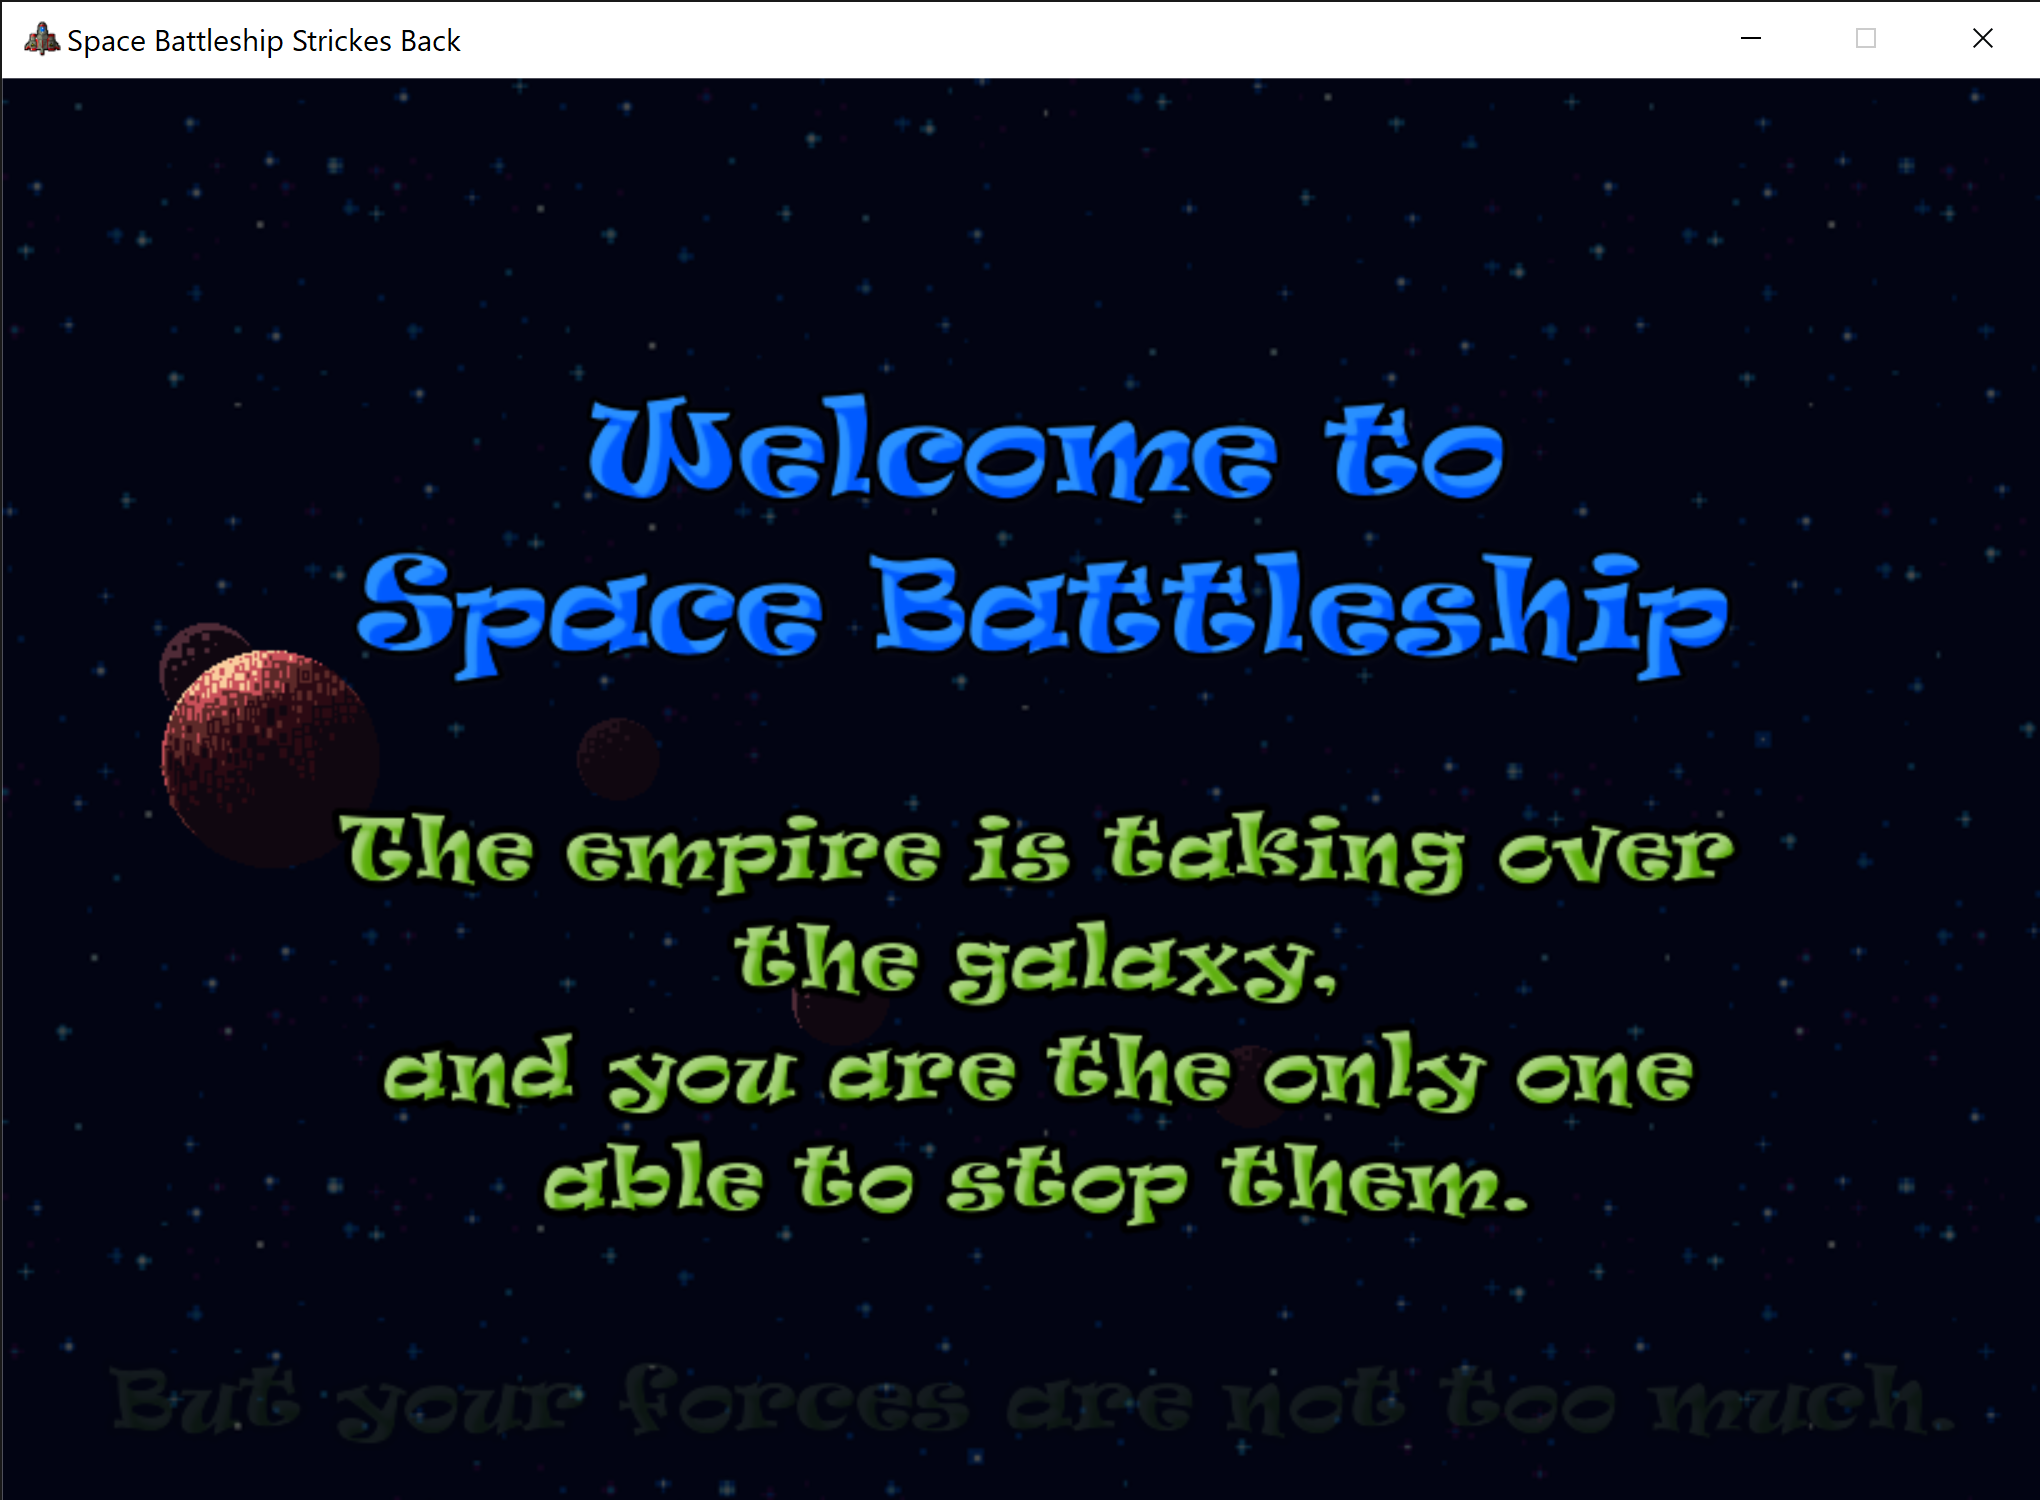 Space Battleship Strickes Back
Welcome to
Space Battleship
The empire is taking over
the galaxy,
and you are the only one
able to stop them.
But your forces are not too much.